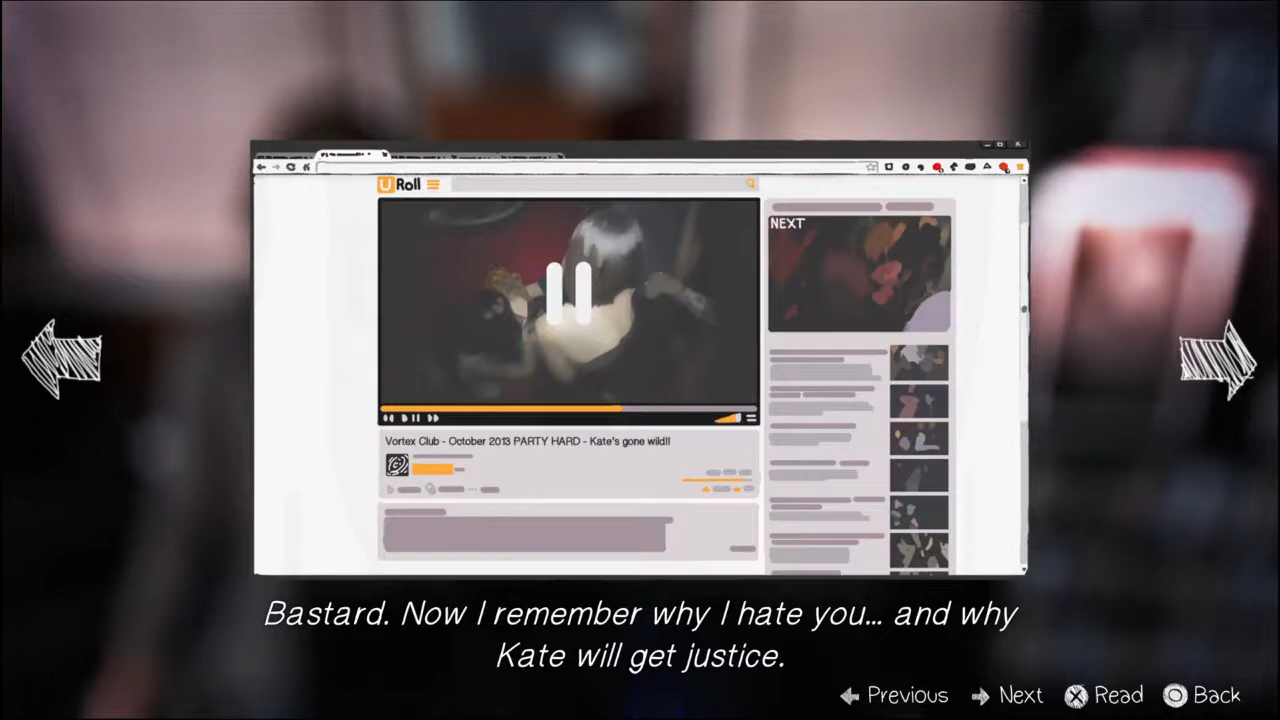 U Roll
NEXT
Vortex Club - October 2013 PARTY HARD - Kate's gone wild!!
Bastard. Now I remember why I hate you... and why
Kate will get justice.
Previous Next Read Back